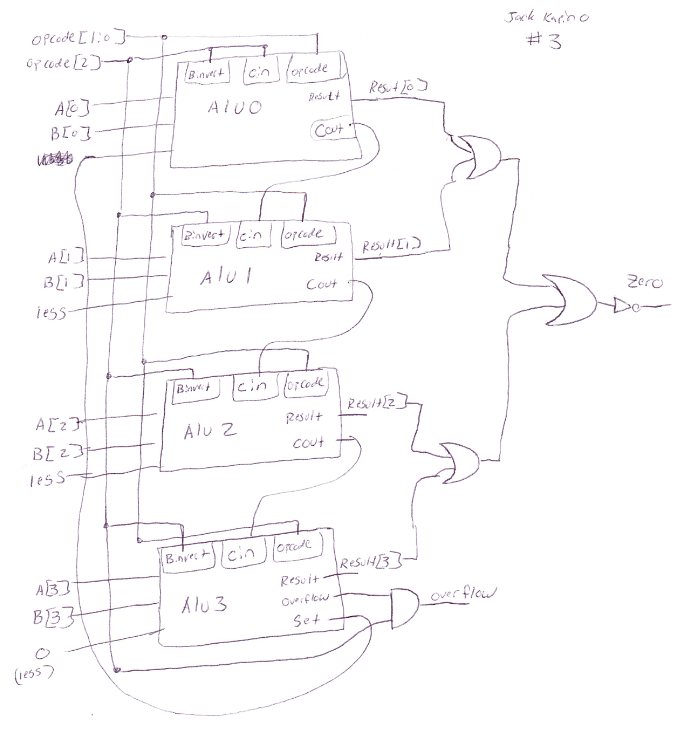 Jack Karino
#3
opcode[1:0]
opcode[2]
Binvert
cin
opcode
Result
Result[0]
A[0]
Alu0
B[0]
Cout
Binvert
cin
opcode
Result
Result[1]
A[1]
Alu1
B[1]
Cout
less
Zero
Binvert
cin
opcode
Result[2]
A[2]
Alu 2
Result
B[2]
Cout
less
Binvert
cin
opcode
Result[3]
A[3]
Result
Alu3
overflow
overflow
B[3]
Set
0
(less)